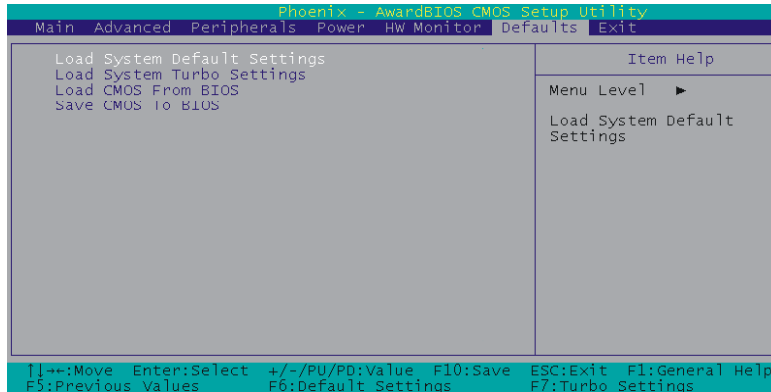 Phoenix - AwardBIOS CMOS Setup Utility
Main Advanced Peripherals Power HW Monitor Defaults Exit
Load System Default Settings
Load System Turbo Settings
Load CMOS From BIOS
Save CMOS To BIOS
Item Help
Menu Level ►
Load System Default
Settings
↑↓→←:Move Enter:Select +/-/PU/PD:Value F10:Save ESC:Exit F1:General Help
F5:Previous Values F6:Default Settings F7:Turbo Settings